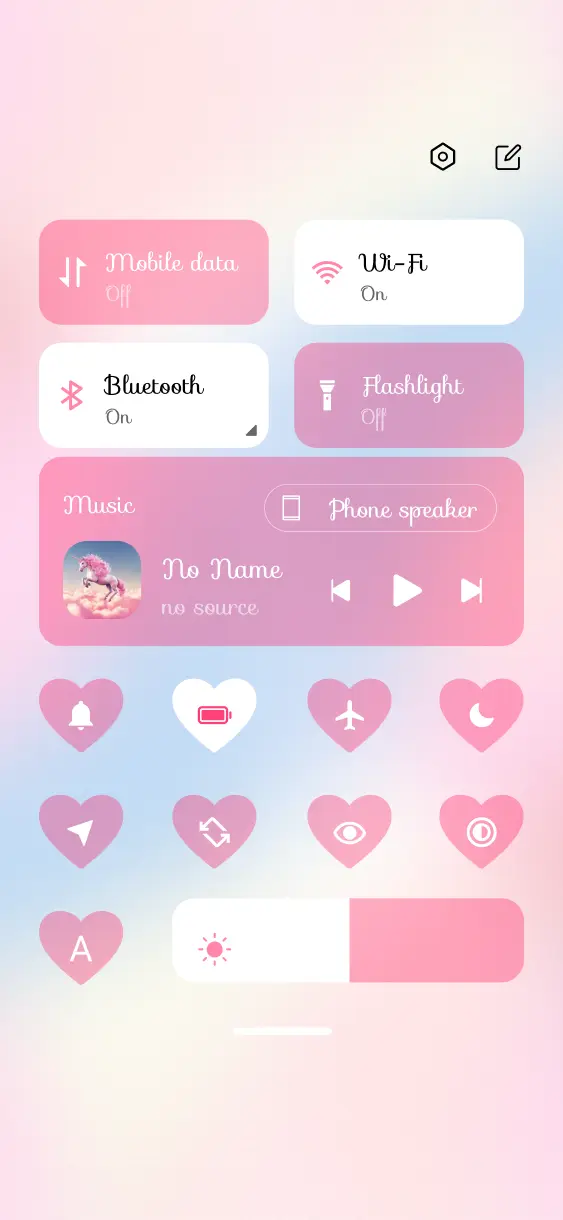 Mobile data
Off
Wi-Fi
On
Bluetooth
On
Flashlight
Off
Music
Phone speaker
No Name
no source
A